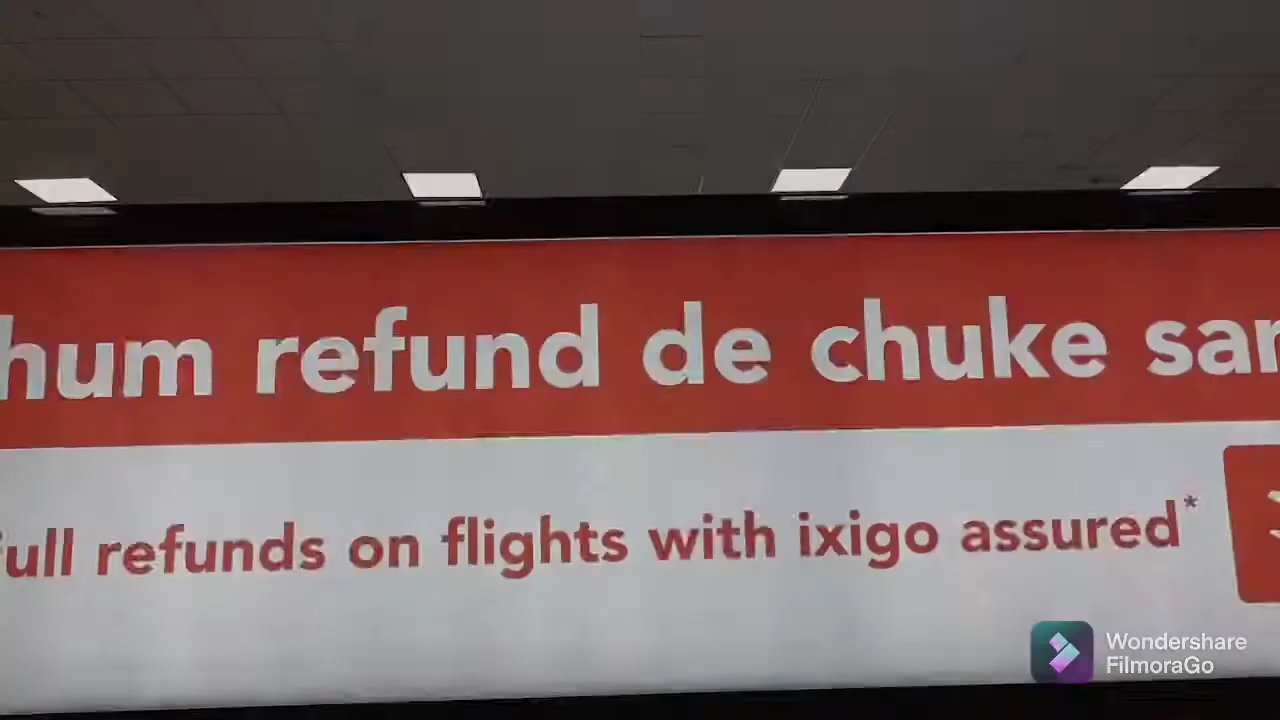 hum refund de chuke
full refunds on flights with ixigo assured*
Wondershare
FilmoraGo